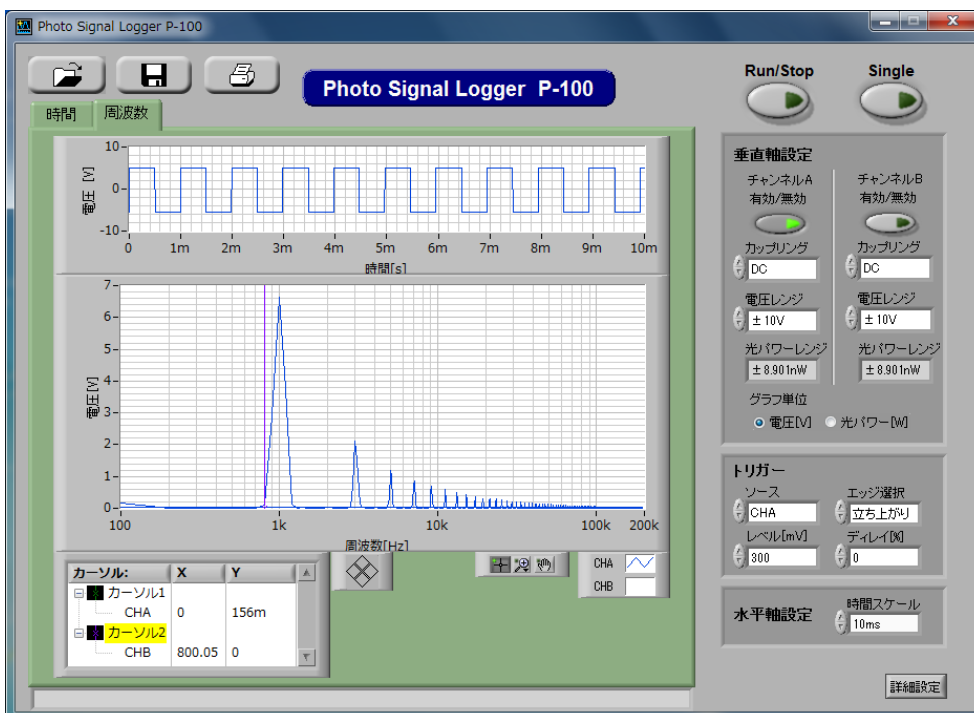 Photo Signal Logger P-100
Photo Signal Logger P-100
Run/Stop
Single
時間
周波数
10
0
-10
電圧 [V]
0
1m
2m
3m
4m
5m
6m
7m
8m
9m
10m
時間[s]
7
6
5
4
3
2
1
0
電圧[V]
100
1k
10k
100k
200k
周波数[Hz]
カーソル: X Y
カーソル1
CHA 0 156m
カーソル2
CHB 800.05 0
CHA
CHB
垂直軸設定
チャンネルA
有効/無効
カップリング
DC
電圧レンジ
± 10V
光パワーレンジ
± 8.901nW
チャンネルB
有効/無効
カップリング
DC
電圧レンジ
± 10V
光パワーレンジ
± 8.901nW
グラフ単位
電圧[V] 光パワー[W]
トリガー
ソース
CHA
エッジ選択
立ち上がり
レベル[mV]
300
ディレイ[%]
0
水平軸設定
時間スケール
10ms
詳細設定